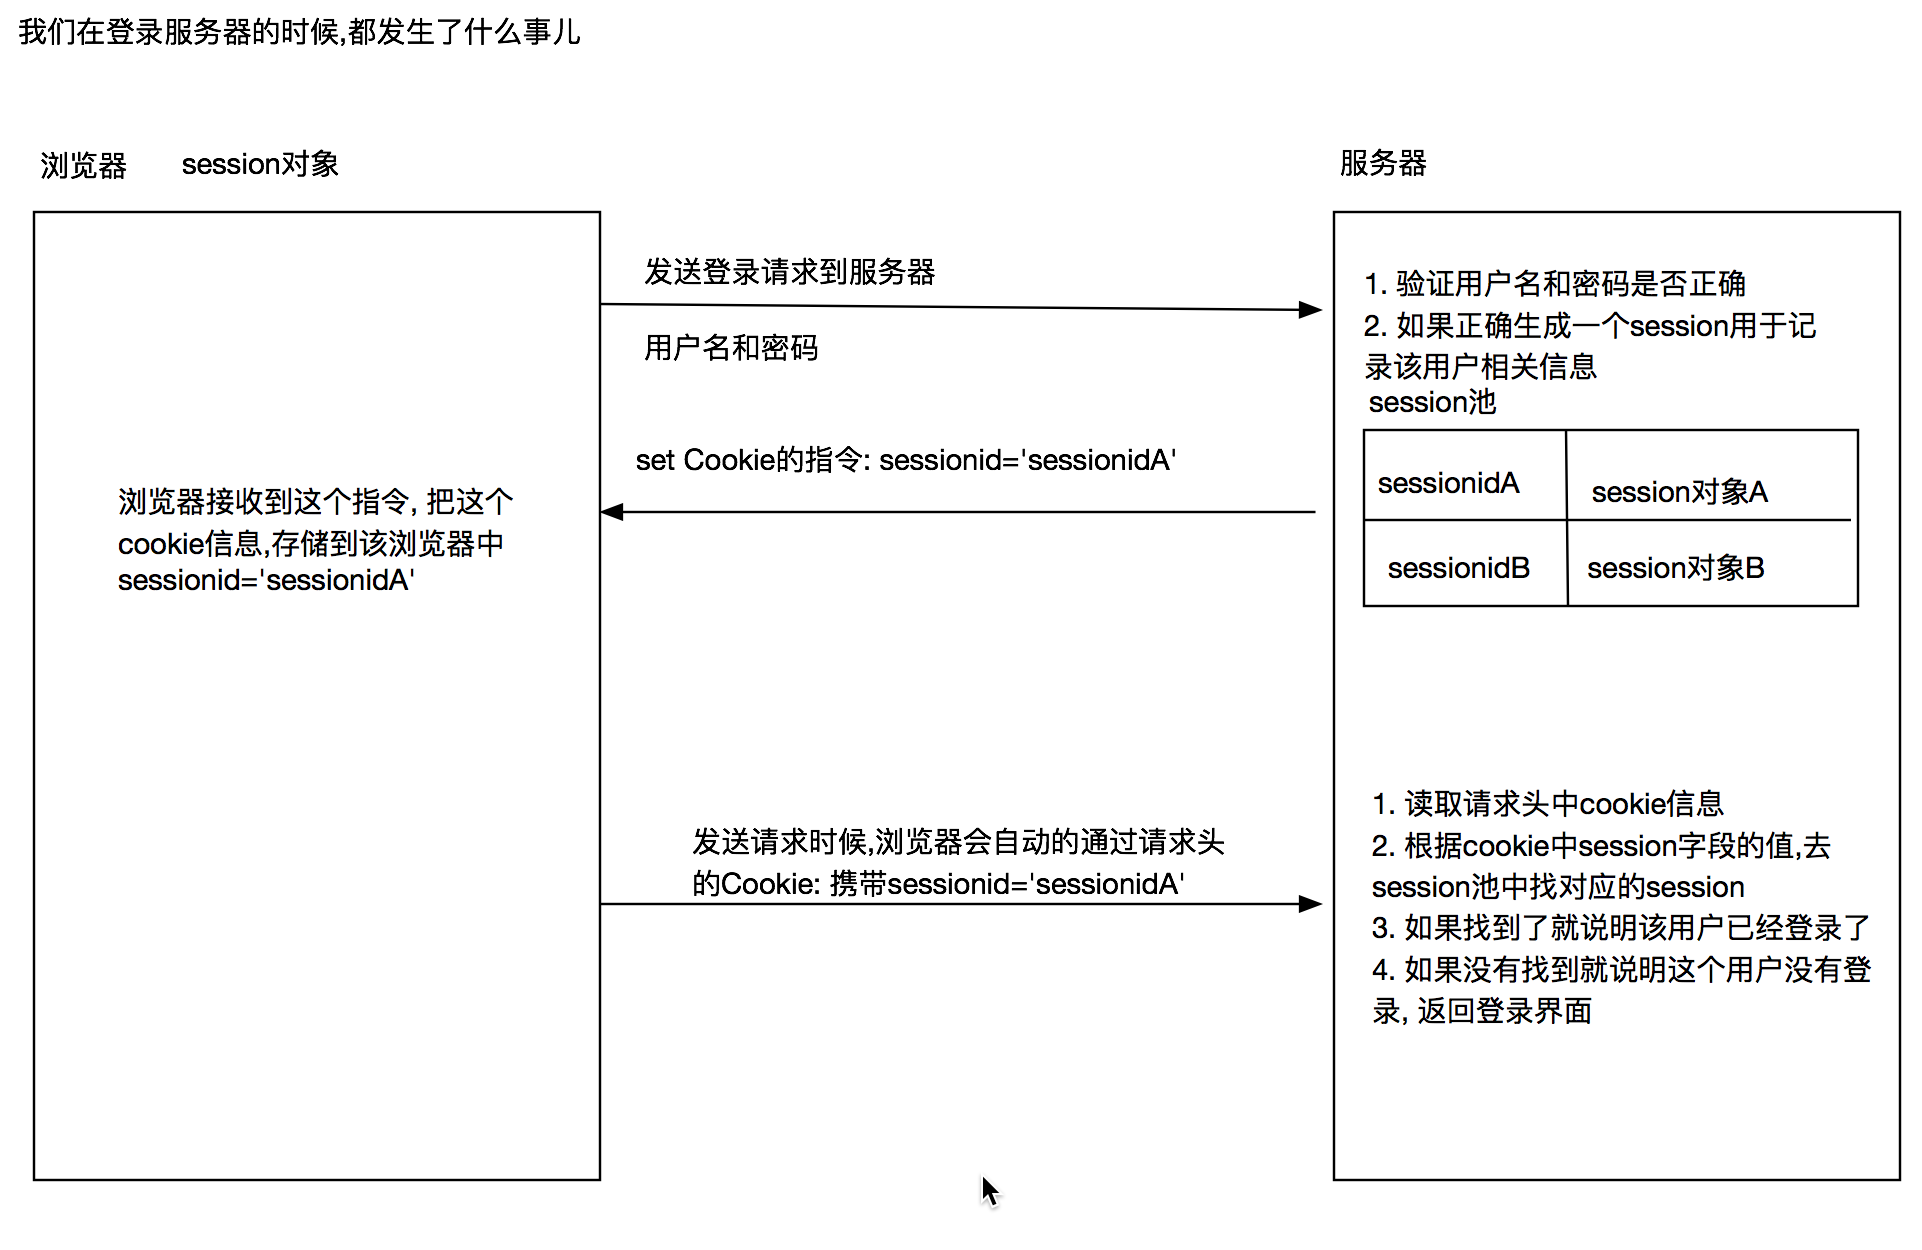 我们在登录服务器的时候,都发生了什么事儿
浏览器
session对象
服务器
发送登录请求到服务器
用户名和密码
1. 验证用户名和密码是否正确
2. 如果正确生成一个session用于记
录该用户相关信息
session池
sessionidA
session对象A
sessionidB
session对象B
set Cookie的指令: sessionid='sessionidA'
浏览器接收到这个指令, 把这个
cookie信息,存储到该浏览器中
sessionid='sessionidA'
发送请求时候,浏览器会自动的通过请求头
的Cookie: 携带sessionid='sessionidA'
1. 读取请求头中cookie信息
2. 根据cookie中session字段的值,去
session池中找对应的session
3. 如果找到了就说明该用户已经登录了
4. 如果没有找到就说明这个用户没有登
录, 返回登录界面